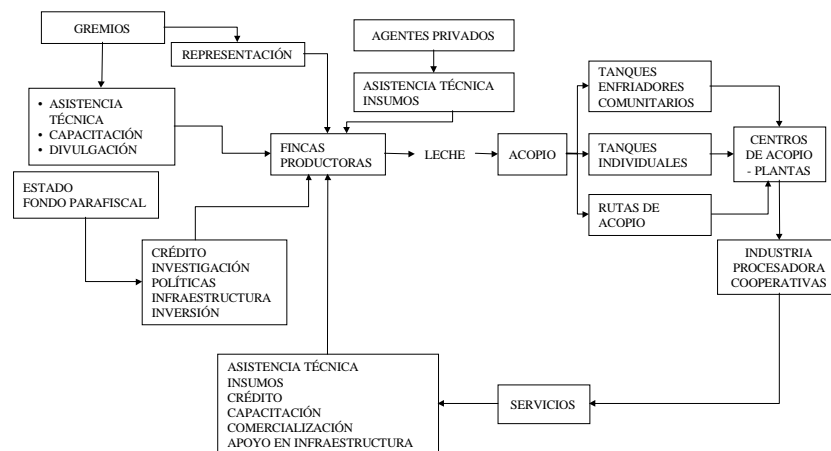 GREMIOS
REPRESENTACIÓN
AGENTES PRIVADOS
ASISTENCIA TÉCNICA
INSUMOS
• ASISTENCIA
TÉCNICA
• CAPACITACIÓN
• DIVULGACIÓN
FINCAS
PRODUCTORAS
LECHE
ACOPIO
TANQUES
ENFRIADORES
COMUNITARIOS
TANQUES
INDIVIDUALES
RUTAS DE
ACOPIO
CENTROS
DE ACOPIO
- PLANTAS
ESTADO
FONDO PARAFISCAL
CRÉDITO
INVESTIGACIÓN
POLÍTICAS
INFRAESTRUCTURA
INVERSIÓN
INDUSTRIA
PROCESADORA
COOPERATIVAS
ASISTENCIA TÉCNICA
INSUMOS
CRÉDITO
CAPACITACIÓN
COMERCIALIZACIÓN
APOYO EN INFRAESTRUCTURA
SERVICIOS